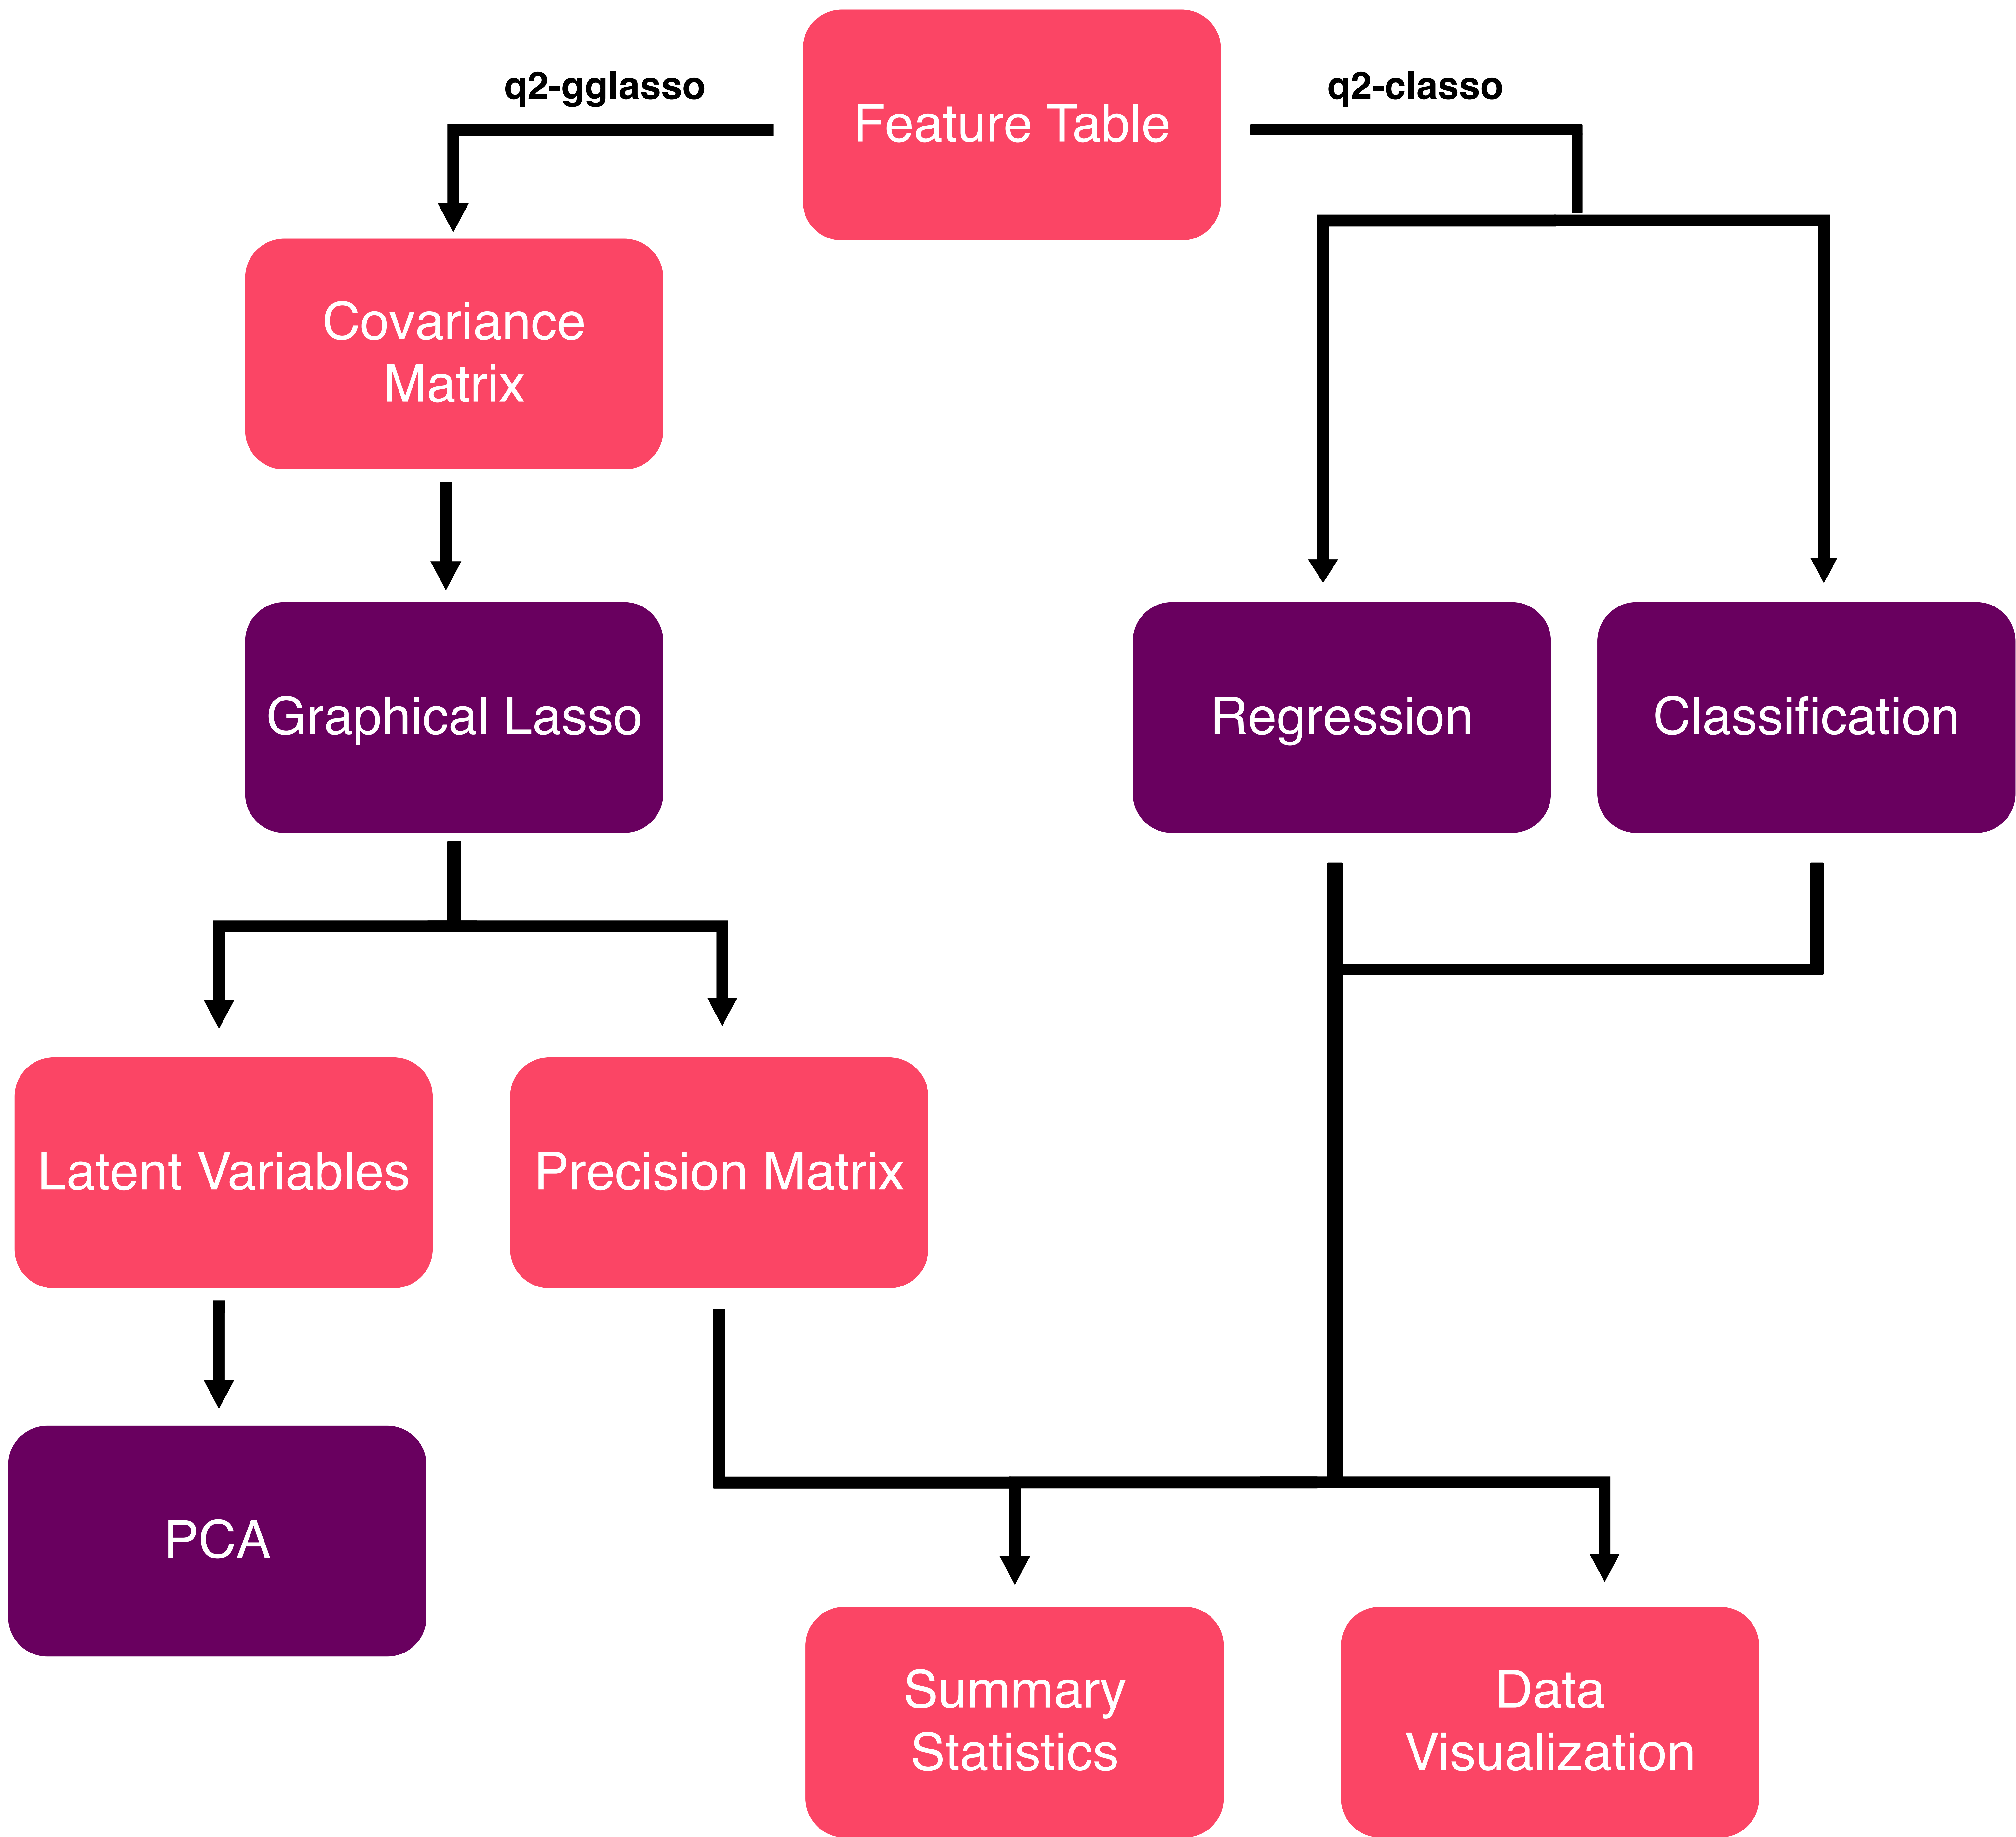 q2-gglasso
Feature Table
q2-classo
Covariance
Matrix
Graphical Lasso
Regression
Classification
Latent Variables
Precision Matrix
PCA
Summary
Statistics
Data
Visualization